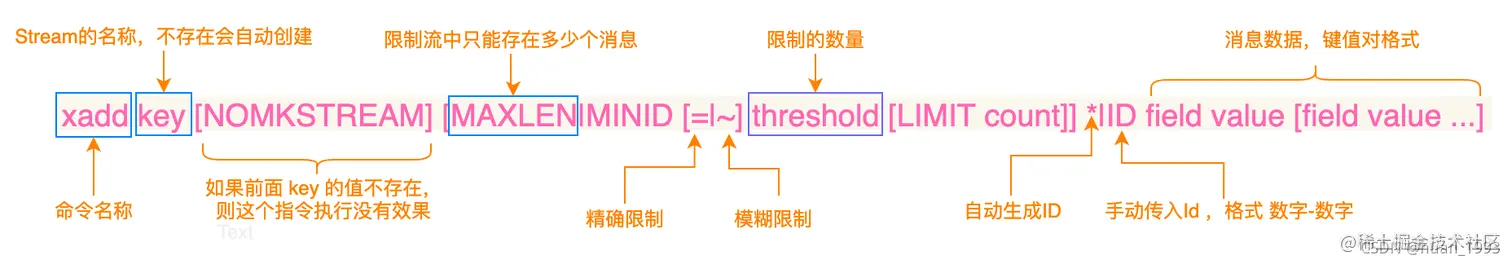 Stream的名称，不存在会自动创建
限制流中只能存在多少个消息
限制的数量
消息数据，键值对格式
xadd key [NOMKSTREAM] [MAXLEN|MINID [=|~] threshold [LIMIT count]] *|ID field value [field value ...]
命令名称
如果前面 key 的值不存在，
则这个指令执行没有效果
Text
精确限制
模糊限制
自动生成ID
手动传入Id ，格式 数字-数字
@稀土掘金技术社区
CSDN @huan_1993